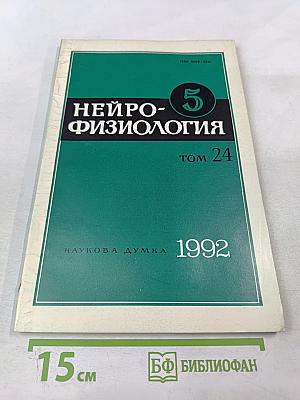 5
НЕЙРО-
ФИЗИОЛОГИЯ
том 24
НАУКОВА ДУМКА 1992
15 см
БФ БИБЛИОФАН